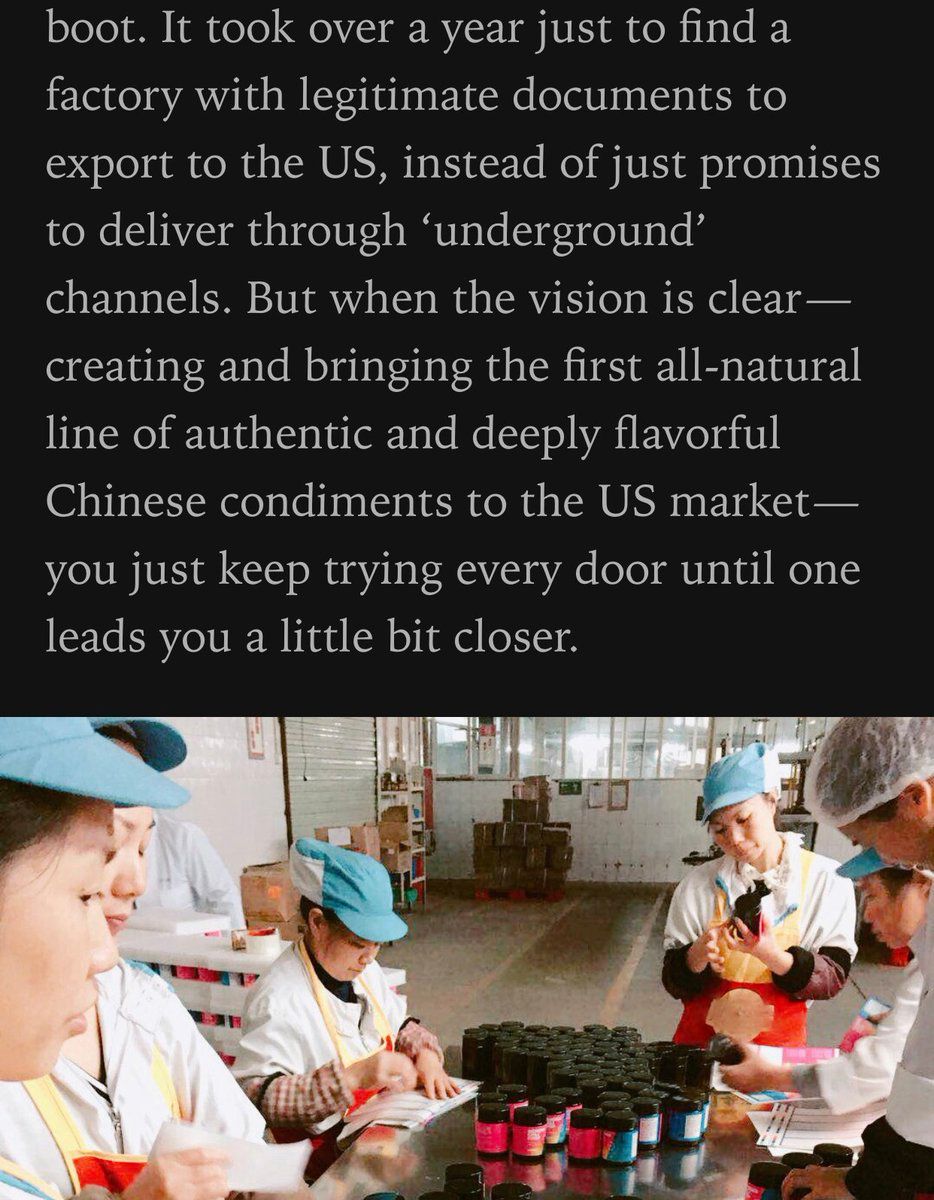 boot. It took over a year just to find a
factory with legitimate documents to
export to the US, instead of just promises
to deliver through ‘underground’
channels. But when the vision is clear—
creating and bringing the first all-natural
line of authentic and deeply flavorful
Chinese condiments to the US market—
you just keep trying every door until one
leads you a little bit closer.